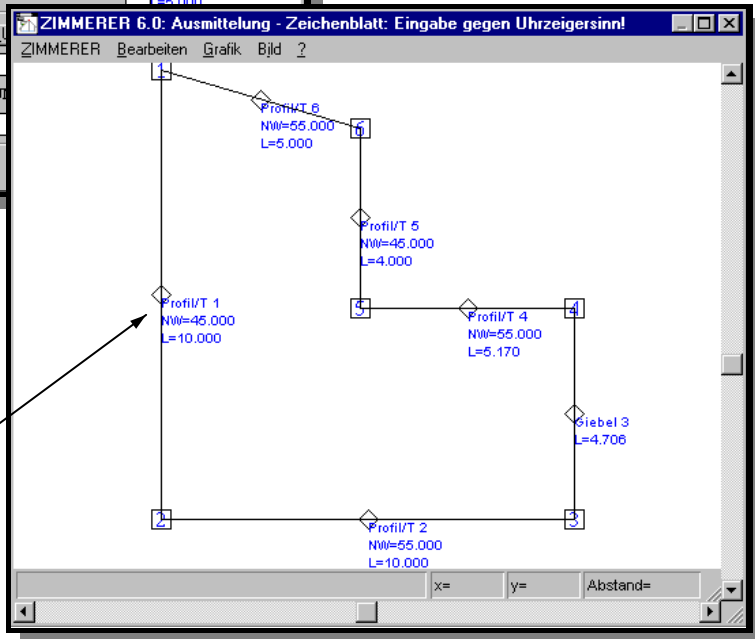 L=5.000
ZIMMERER 6.0: Ausmittelung - Zeichenblatt: Eingabe gegen Uhrzeigersinn!
ZIMMERER Bearbeiten Grafik Bild ?
1
Profil/T 6
NW=55.000
L=5.000
6
Profil/T 5
NW=45.000
L=4.000
Profil/T 1
NW=45.000
L=10.000
5
Profil/T 4
NW=55.000
L=5.170
4
Giebel 3
L=4.706
2
Profil/T 2
NW=55.000
L=10.000
3
x= y= Abstand=